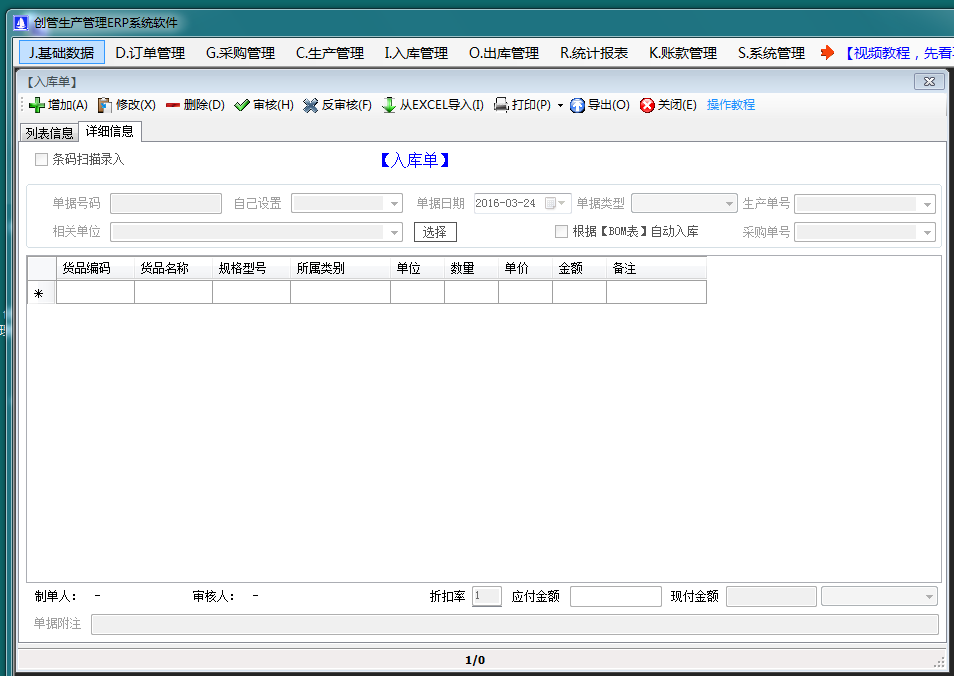 创管生产管理ERP系统软件
J.基础数据 D.订单管理 G.采购管理 C.生产管理 I.入库管理 O.出库管理 R.统计报表 K.账款管理 S.系统管理 【视频教程，先看
【入库单】
增加(A) 修改(X) 删除(D) 审核(H) 反审核(F) 从EXCEL导入(I) 打印(P) 导出(O) 关闭(E) 操作教程
列表信息 详细信息
条码扫描录入 【入库单】
单据号码 自己设置 单据日期 2016-03-24 单据类型 生产单号
相关单位 选择 根据【BOM表】自动入库 采购单号
货品编码 货品名称 规格型号 所属类别 单位 数量 单价 金额 备注
*
制单人： - 审核人： - 折扣率 1 应付金额 现付金额
单据附注
1/0